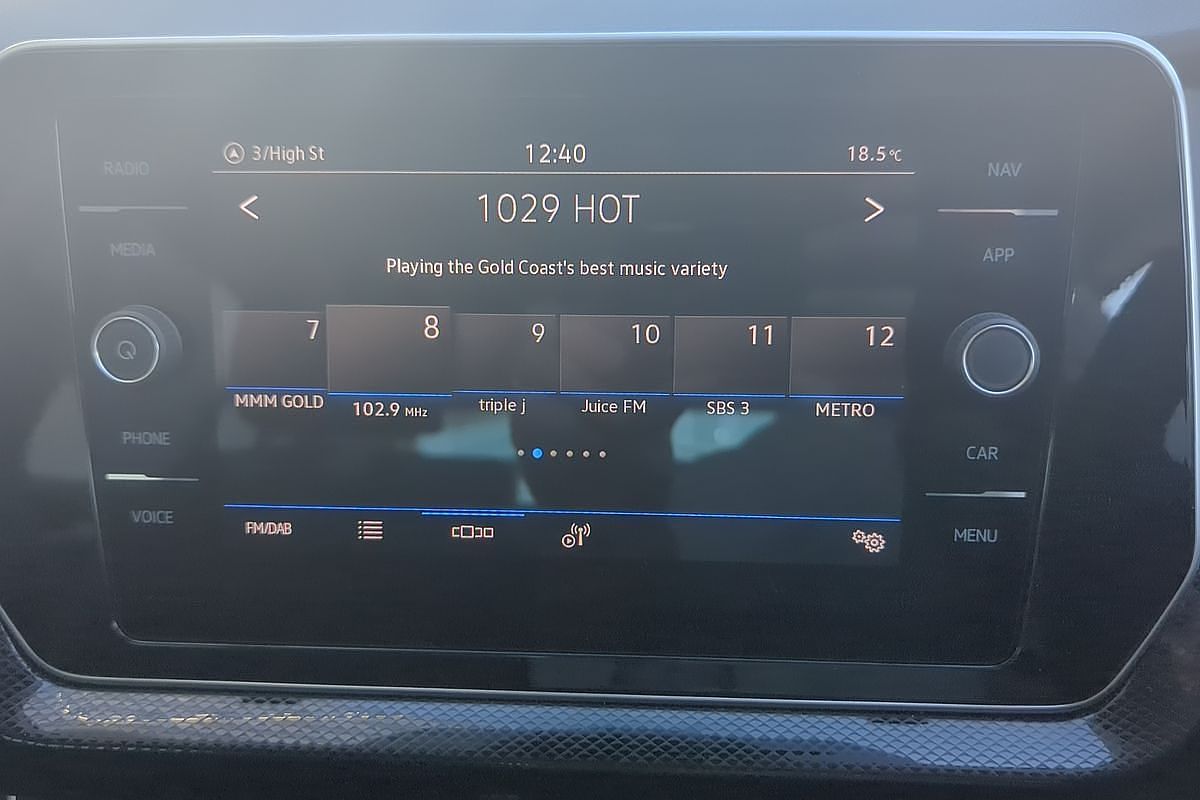 RADIO
3/High St 12:40 18.5°C
NAV
< 1029 HOT >
MEDIA
APP
Playing the Gold Coast's best music variety
7 8 9 10 11 12
MMM GOLD 102.9 MHz triple j Juice FM SBS 3 METRO
PHONE
CAR
VOICE
FM/DAB
MENU